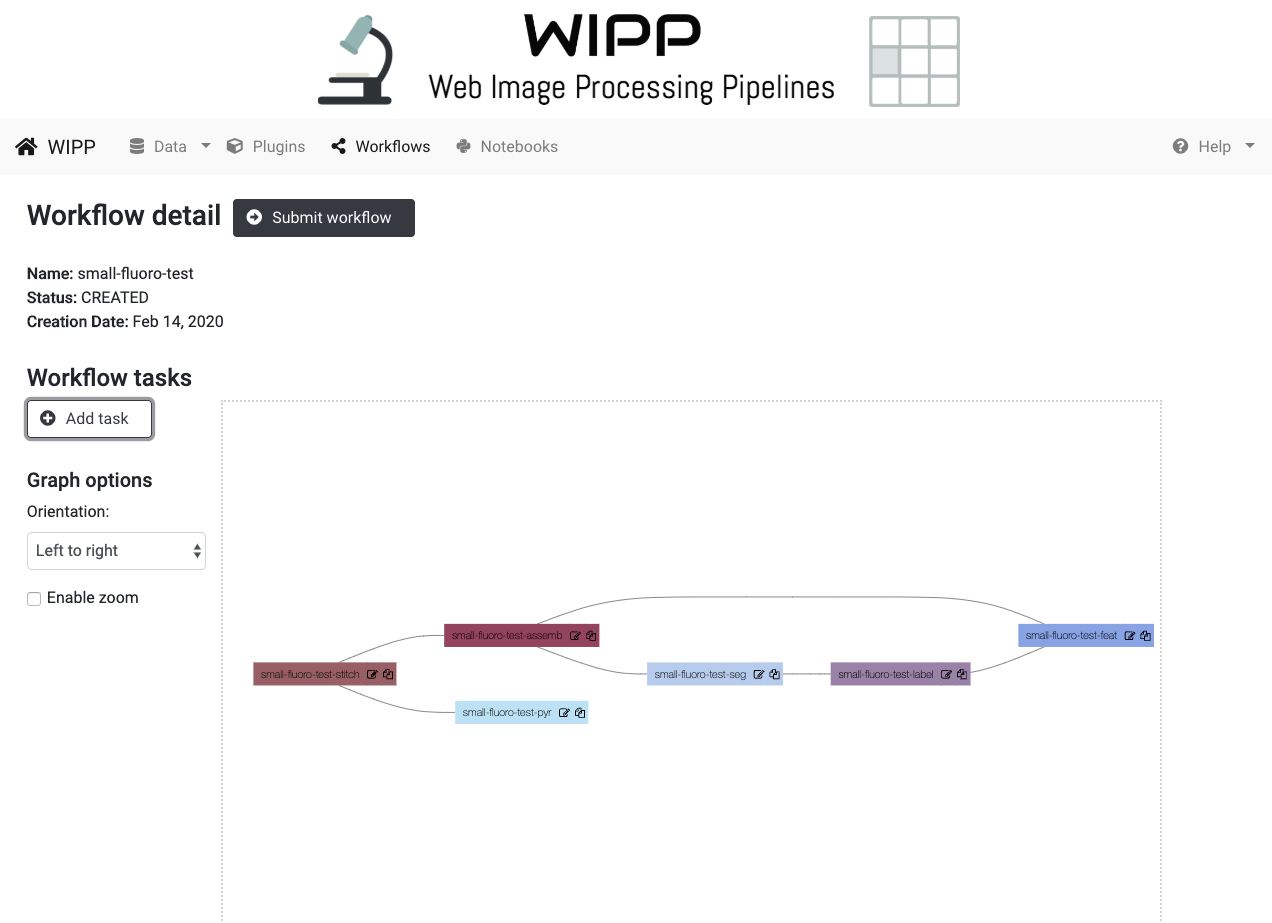 WIPP
Web Image Processing Pipelines
WIPP Data Plugins Workflows Notebooks Help
Workflow detail Submit workflow
Name: small-fluoro-test
Status: CREATED
Creation Date: Feb 14, 2020
Workflow tasks
Add task
Graph options
Orientation:
Left to right
Enable zoom
small-fluoro-test-assemb
small-fluoro-test-feat
small-fluoro-test-stitch
small-fluoro-test-seg
small-fluoro-test-label
small-fluoro-test-pyr